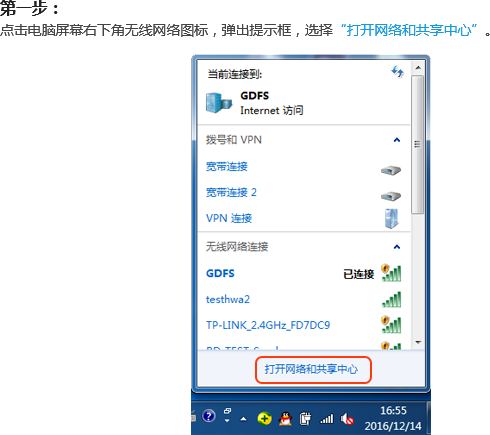 第一步：
点击电脑屏幕右下角无线网络图标，弹出提示框，选择“打开网络和共享中心”。
当前连接到:
GDFS
Internet 访问
拨号和 VPN
宽带连接
宽带连接 2
VPN 连接
无线网络连接
GDFS 已连接
testhwa2
TP-LINK_2.4GHz_FD7DC9
打开网络和共享中心
16:55
2016/12/14